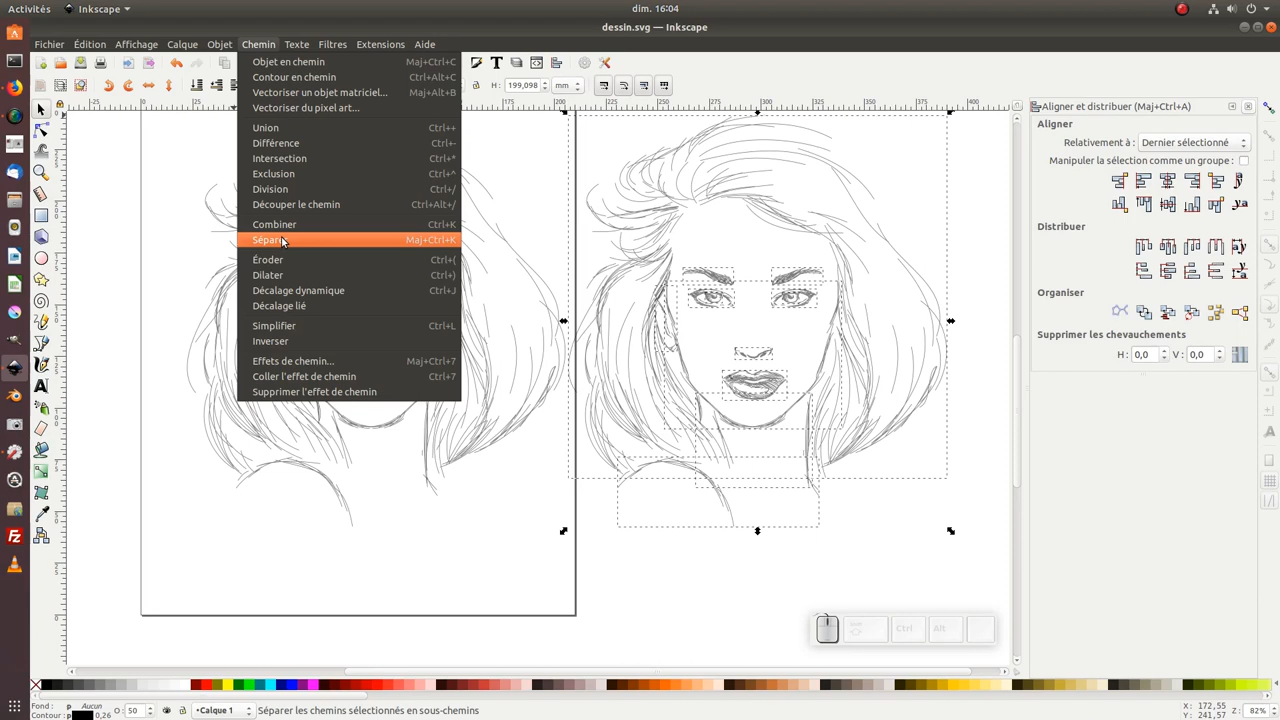 Activités
Inkscape
dim. 16:04
dessin.svg — Inkscape
Fichier Édition Affichage Calque Objet Chemin Texte Filtres Extensions Aide
Objet en chemin Maj+Ctrl+C
Contour en chemin Ctrl+Alt+C
Vectoriser un objet matriciel... Maj+Alt+B
Vectoriser du pixel art...
Union Ctrl++
Différence Ctrl+-
Intersection Ctrl+*
Exclusion Ctrl+^
Division Ctrl+/
Découper le chemin Ctrl+Alt+/
Combiner Ctrl+K
Séparer Maj+Ctrl+K
Éroder Ctrl+(
Dilater Ctrl+)
Décalage dynamique Ctrl+J
Décalage lié
Simplifier Ctrl+L
Inverser
Effets de chemin... Maj+Ctrl+7
Coller l'effet de chemin Ctrl+7
Supprimer l'effet de chemin
H: 199,098 mm
Aligner et distribuer (Maj+Ctrl+A)
Aligner
Relativement à : Dernier sélectionné
Manipuler la sélection comme un groupe :
Distribuer
Organiser
Supprimer les chevauchements
H : 0,0 V : 0,0
Ctrl Alt
Fond : p Aucun
Contour : p 0,26
O : 50
•Calque 1
Séparer les chemins sélectionnés en sous-chemins
X : 172,55
Y : 241,57
Z : 82%